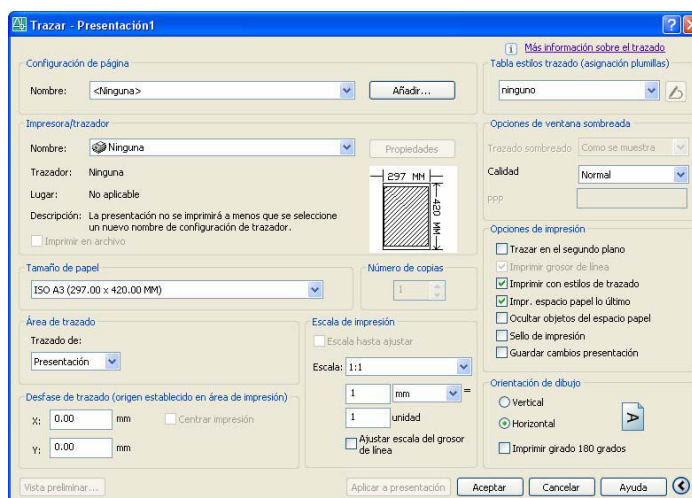 Trazar - Presentación1
Más información sobre el trazado
Configuración de página
Nombre: <Ninguna> Añadir...
Tabla estilos trazado (asignación plumillas)
ninguno
Impresora/trazador
Nombre: Ninguna Propiedades
Trazador: Ninguna
Lugar: No aplicable
Descripción: La presentación no se imprimirá a menos que se seleccione
un nuevo nombre de configuración de trazador.
Imprimir en archivo
297 MM
420 MM
Opciones de ventana sombreada
Trazado sombreado Como se muestra
Calidad Normal
PPP
Tamaño de papel
ISO A3 (297.00 x 420.00 MM)
Número de copias
1
Opciones de impresión
Trazar en el segundo plano
Imprimir grosor de línea
Imprimir con estilos de trazado
Impr. espacio papel lo último
Ocultar objetos del espacio papel
Sello de impresión
Guardar cambios presentación
Área de trazado
Trazado de:
Presentación
Escala de impresión
Escala hasta ajustar
Escala: 1:1
1 mm =
1 unidad
Ajustar escala del grosor
de línea
Desfase de trazado (origen establecido en área de impresión)
X: 0.00 mm Centrar impresión
Y: 0.00 mm
Orientación de dibujo
Vertical
Horizontal
A
Imprimir girado 180 grados
Vista preliminar... Aplicar a presentación Aceptar Cancelar Ayuda